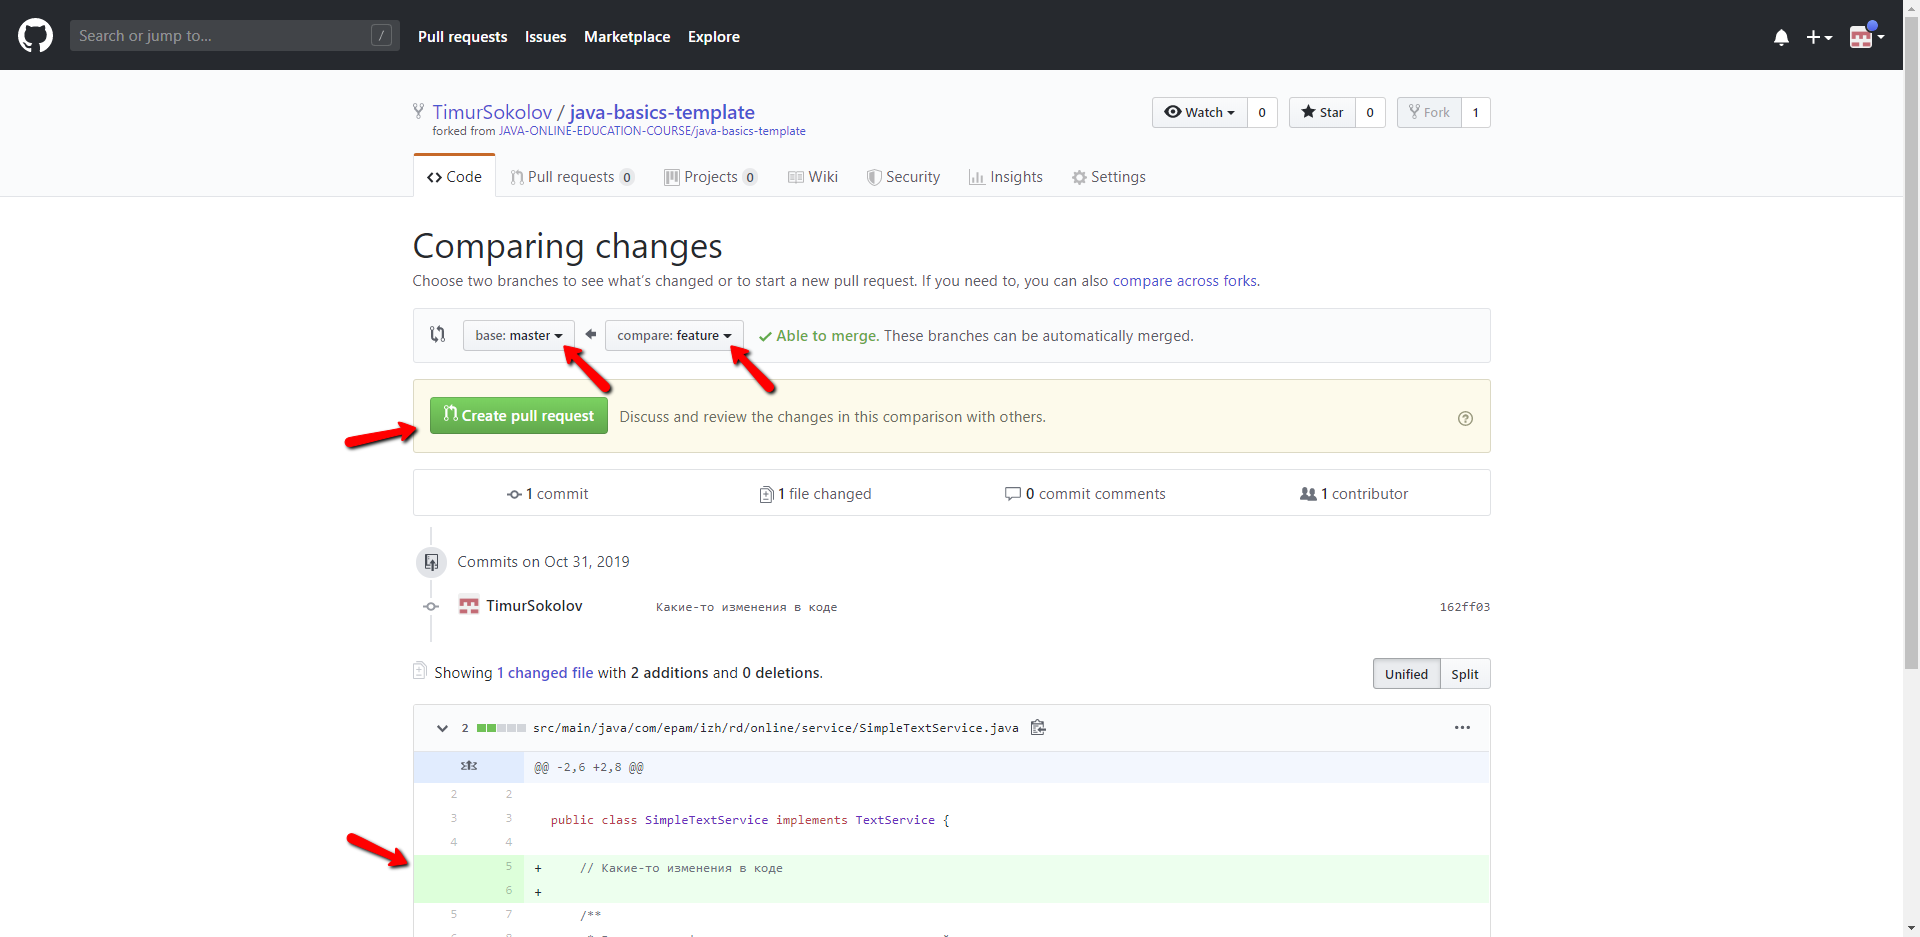 Search or jump to... /
Pull requests Issues Marketplace Explore
TimurSokolov / java-basics-template
Watch 0 Star 0 Fork 1
forked from JAVA-ONLINE-EDUCATION-COURSE/java-basics-template
Code Pull requests 0 Projects 0 Wiki Security Insights Settings
Comparing changes
Choose two branches to see what's changed or to start a new pull request. If you need to, you can also compare across forks.
base: master compare: feature Able to merge. These branches can be automatically merged.
Create pull request Discuss and review the changes in this comparison with others.
1 commit 1 file changed 0 commit comments 1 contributor
Commits on Oct 31, 2019
TimurSokolov Какие-то изменения в коде 162ff03
Showing 1 changed file with 2 additions and 0 deletions. Unified Split
2 src/main/java/com/epam/izh/rd/online/service/SimpleTextService.java
@@ -2,6 +2,8 @@
2 2
3 3 public class SimpleTextService implements TextService {
4 4
5 + // Какие-то изменения в коде
6 +
5 7 /**